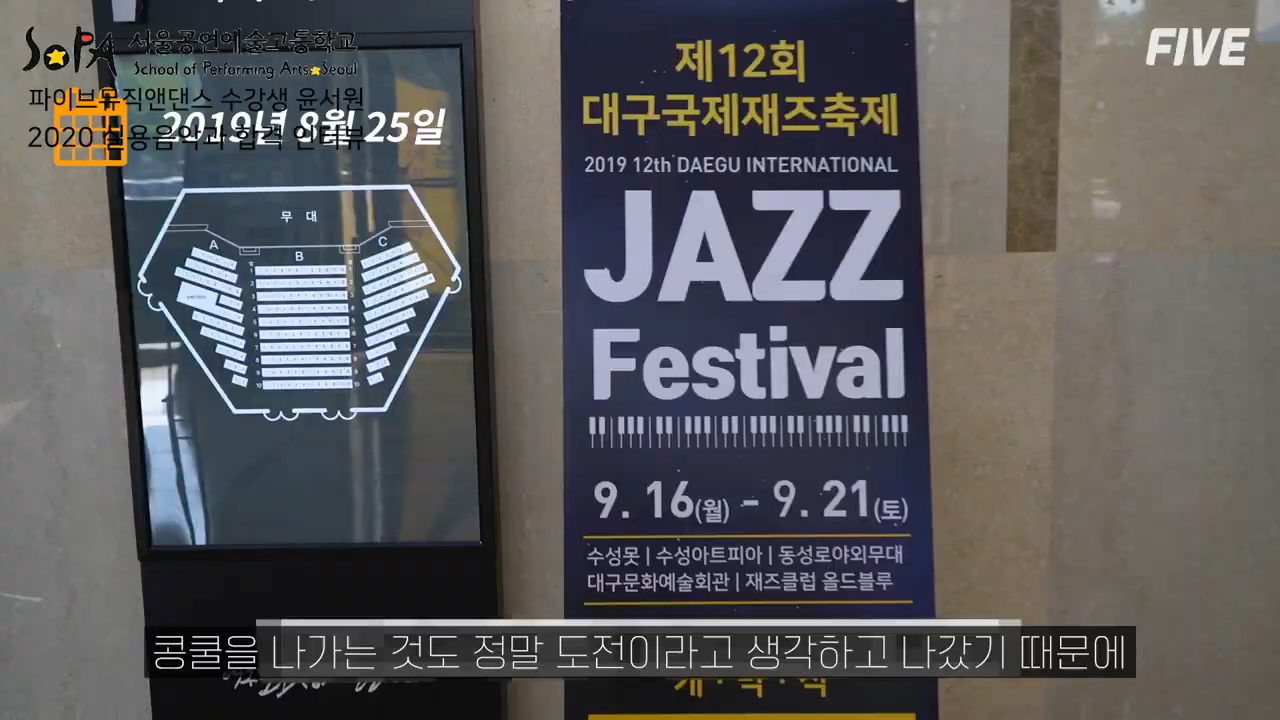 SOPA 서울공연예술고등학교
School of Performing Arts Seoul
파이브뮤직앤댄스 수강생 윤서원
2020 실용음악과 합격 인터뷰
2019년 8월 25일
FIVE
무 대
A
B
C
제12회
대구국제재즈축제
2019 12th DAEGU INTERNATIONAL
JAZZ
Festival
9. 16(월) - 9. 21(토)
수성못 | 수성아트피아 | 동성로야외무대
대구문화예술회관 | 재즈클럽 올드블루
콩쿨을 나가는 것도 정말 도전이라고 생각하고 나갔기 때문에